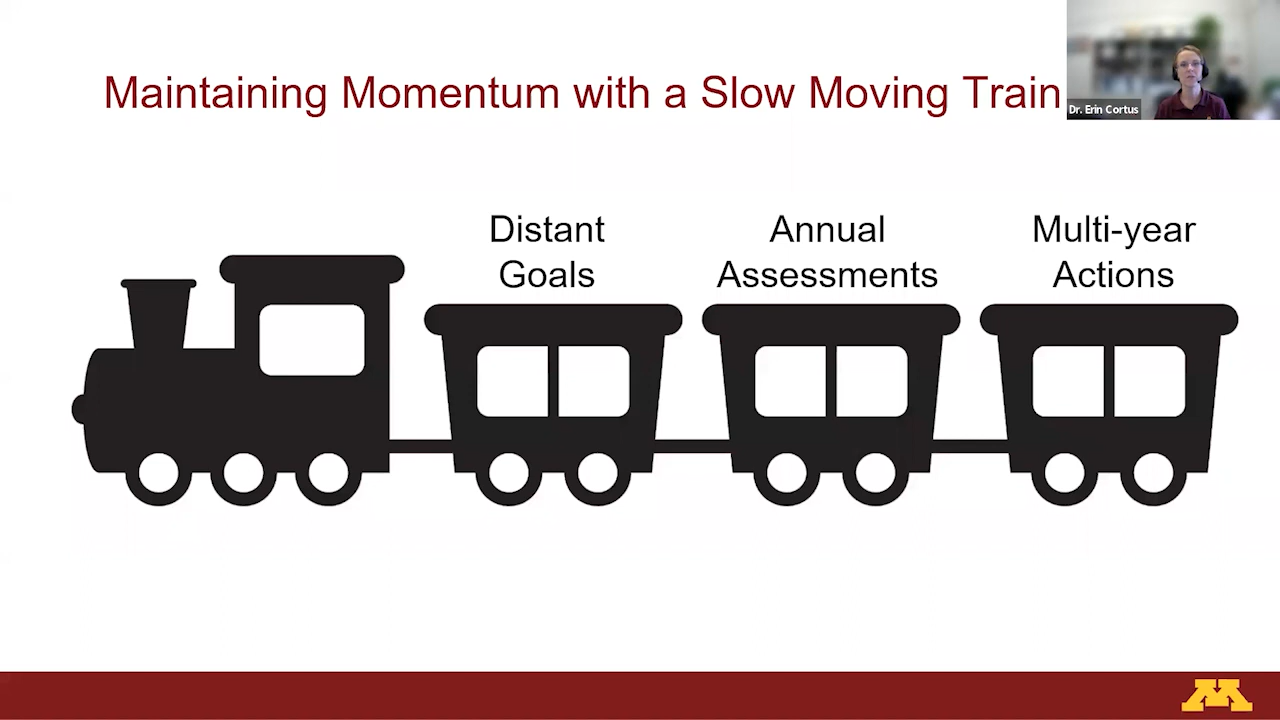 Maintaining Momentum with a Slow Moving Train
Dr. Erin Cortus
Distant
Goals
Annual
Assessments
Multi-year
Actions
M